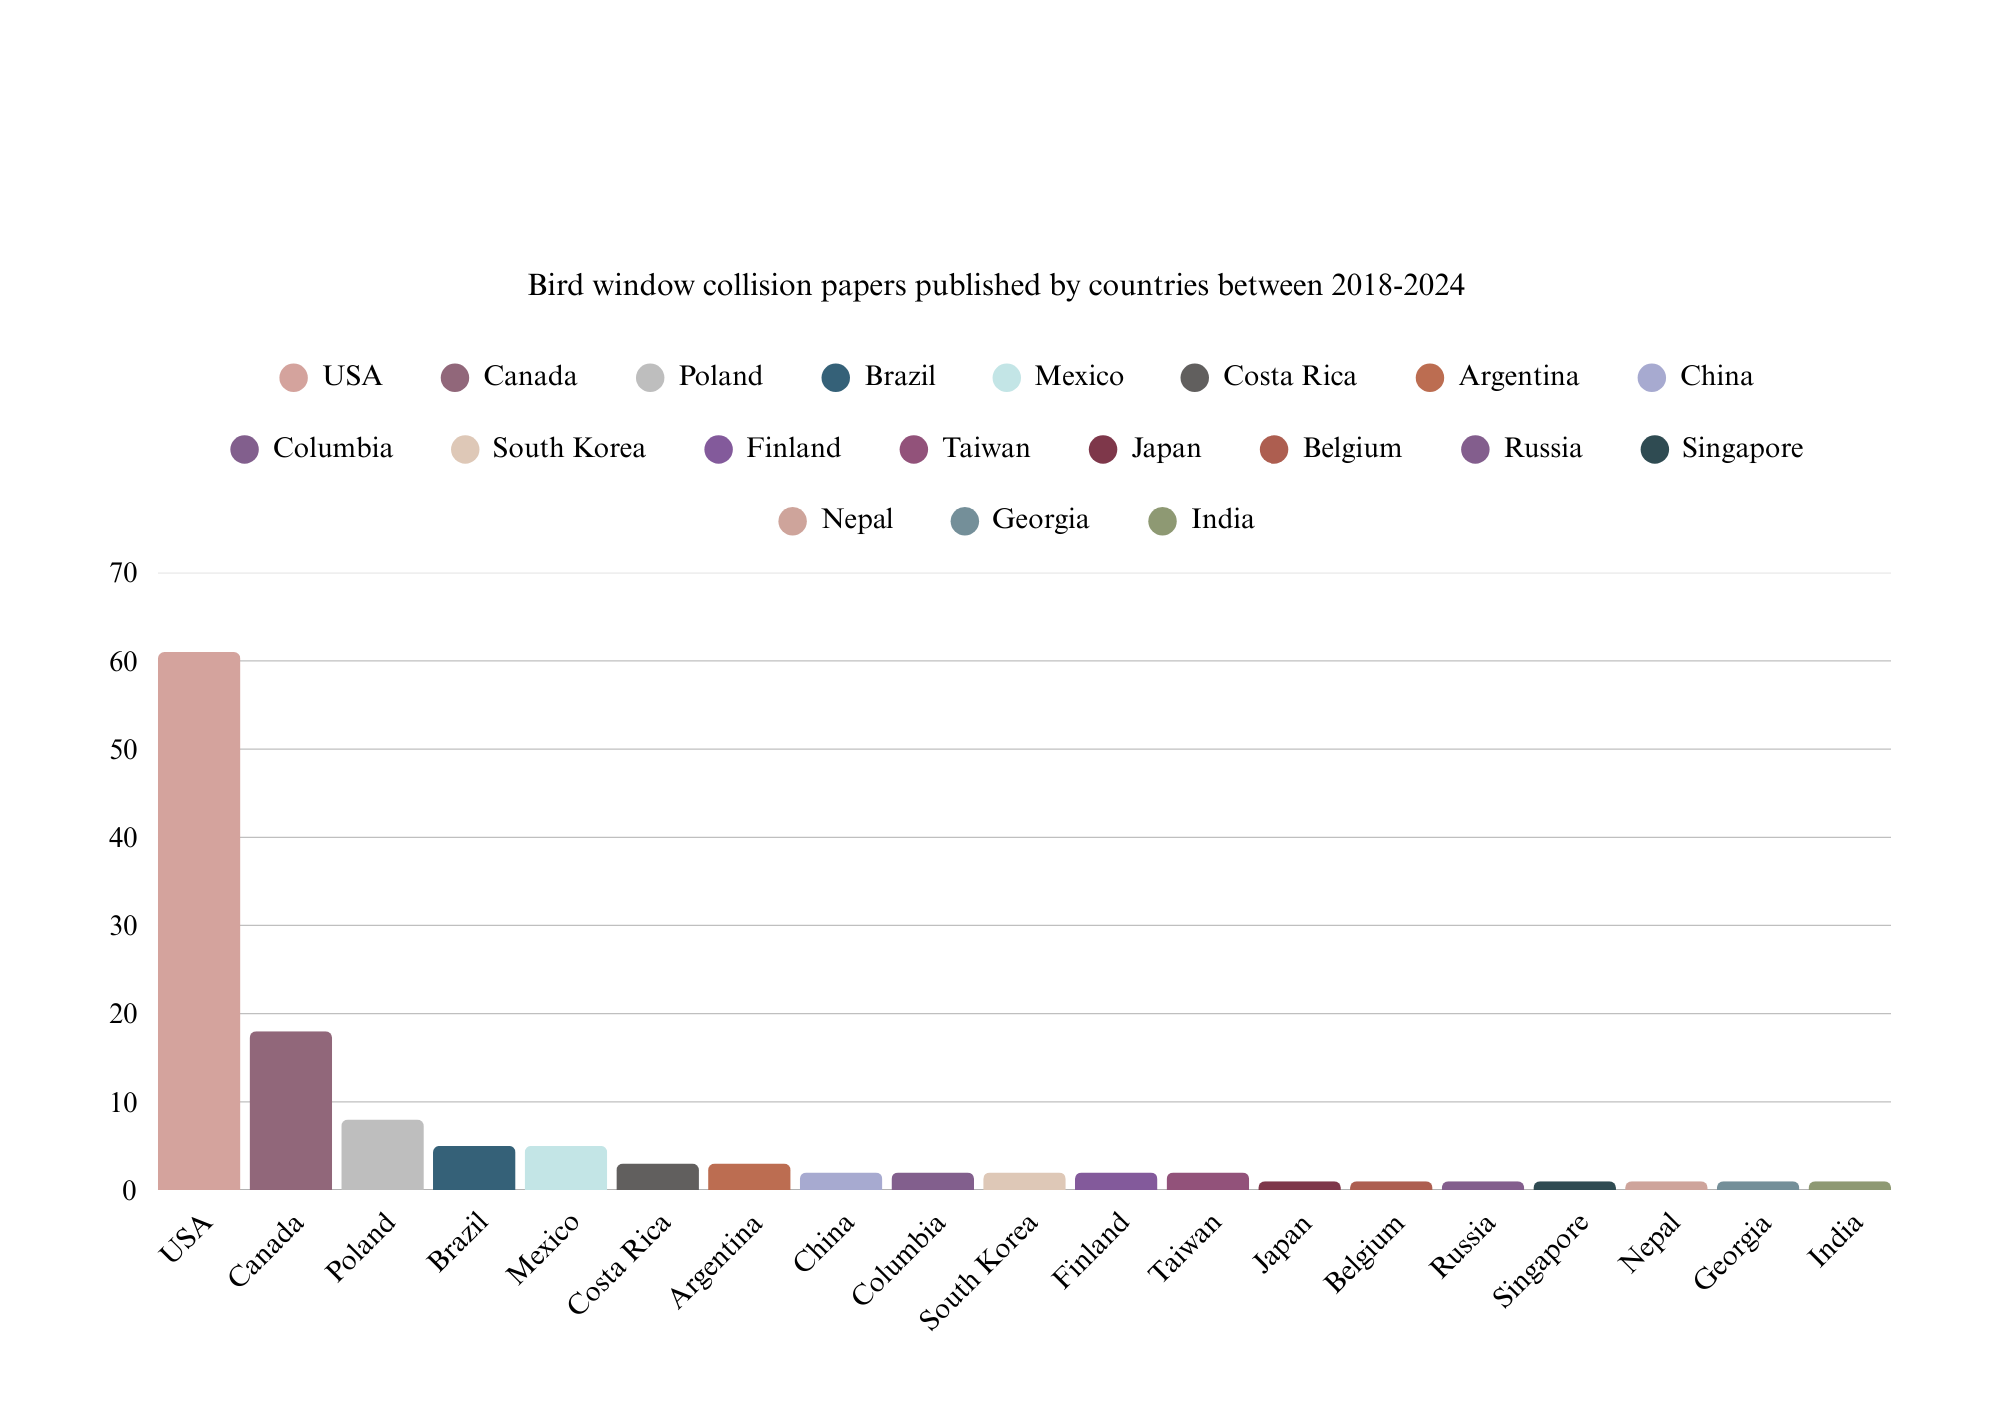 Bird window collision papers published by countries between 2018-2024
USA Canada Poland Brazil Mexico Costa Rica Argentina China
Columbia South Korea Finland Taiwan Japan Belgium Russia Singapore
Nepal Georgia India
70
60
50
40
30
20
10
0
USA Canada Poland Brazil Mexico Costa Rica Argentina China Columbia South Korea Finland Taiwan Japan Belgium Russia Singapore Nepal Georgia India